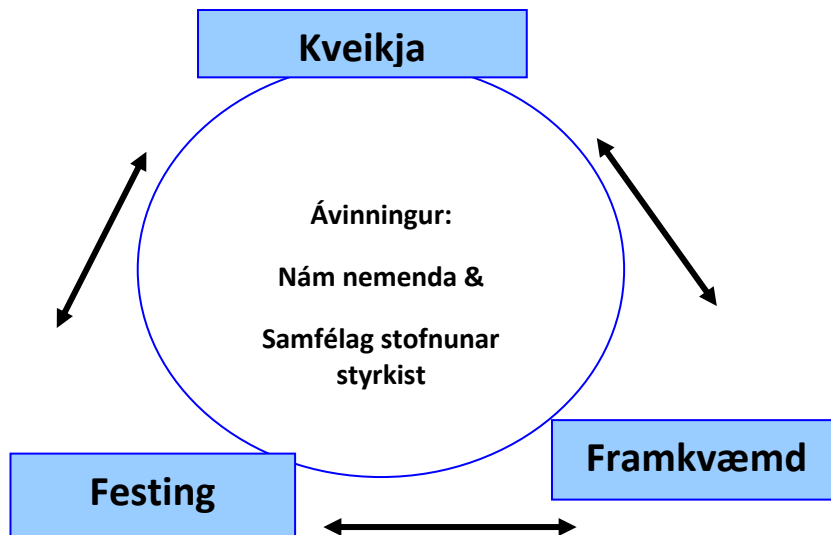 Kveikja
Ávinningur:
Nám nemenda &
Samfélag stofnunar
styrkist
Framkvæmd
Festing